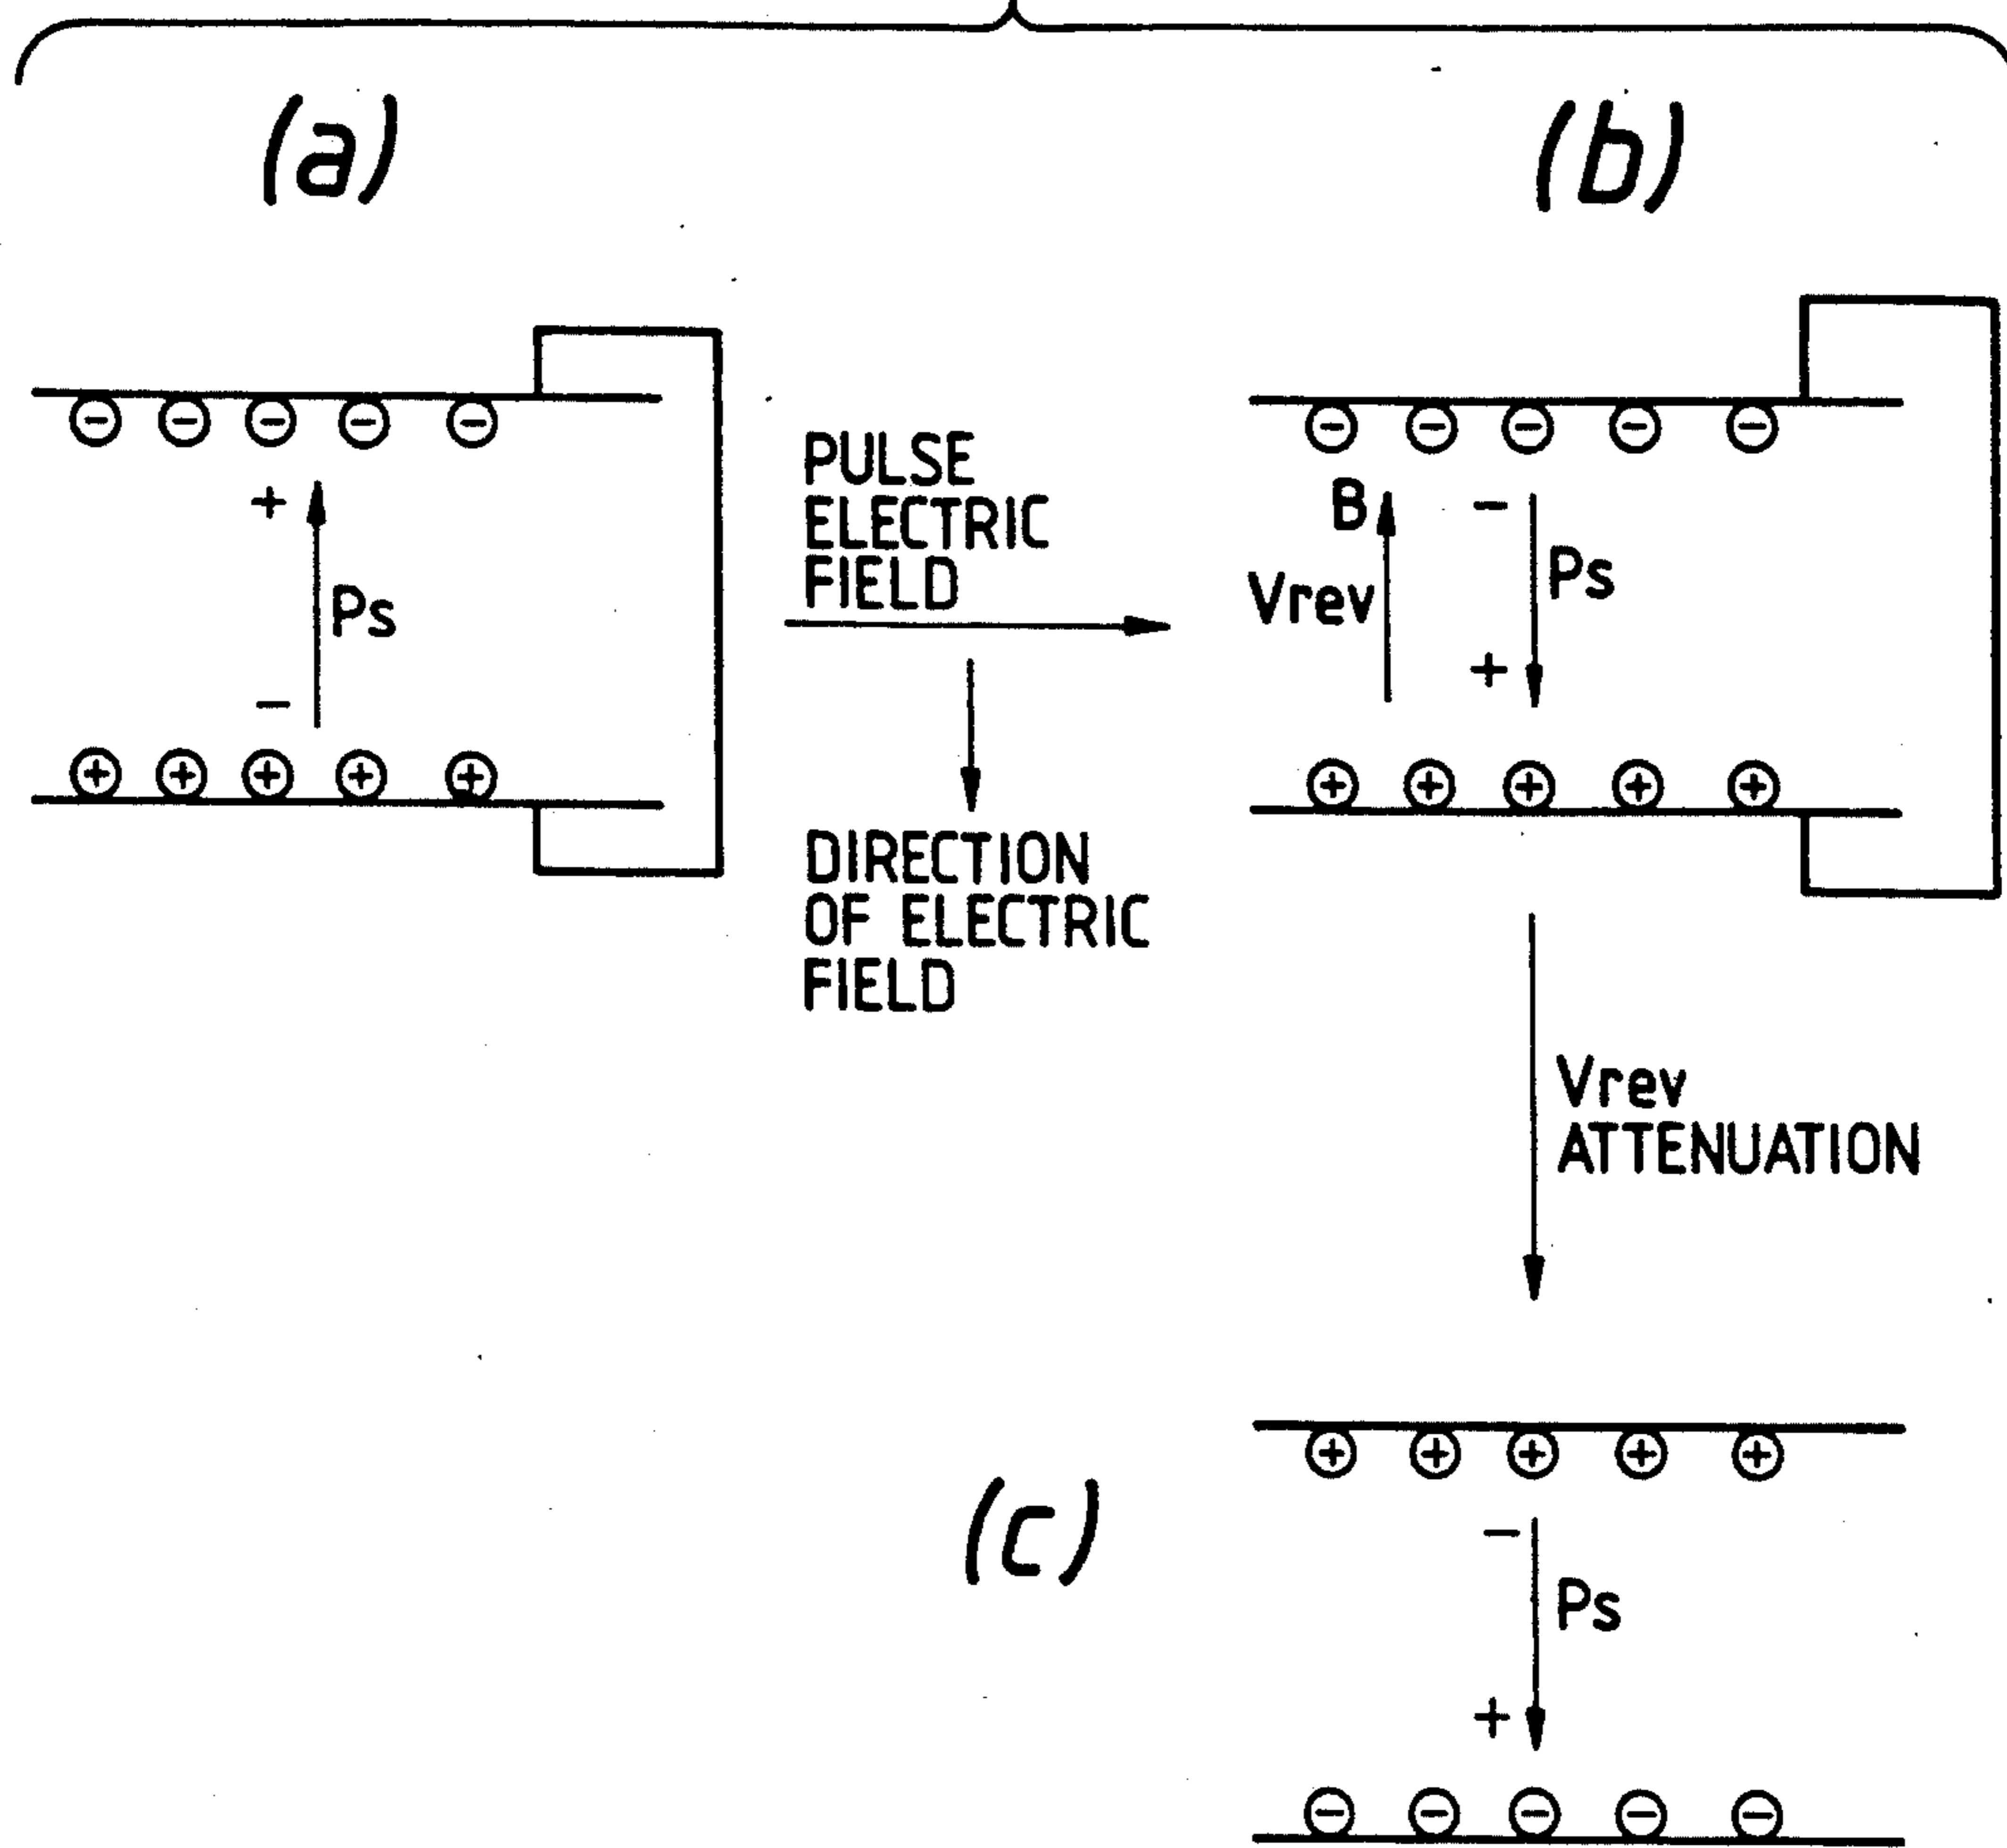 (a)
(b)
⊖ ⊖ ⊖ ⊖ ⊖
+
Ps
−
⊕ ⊕ ⊕ ⊕ ⊕
PULSE
ELECTRIC
FIELD
DIRECTION
OF ELECTRIC
FIELD
⊖ ⊖ ⊖ ⊖ ⊖
B −
Vrev Ps
+
⊕ ⊕ ⊕ ⊕ ⊕
Vrev
ATTENUATION
(c)
⊕ ⊕ ⊕ ⊕ ⊕
−
Ps
+
⊖ ⊖ ⊖ ⊖ ⊖